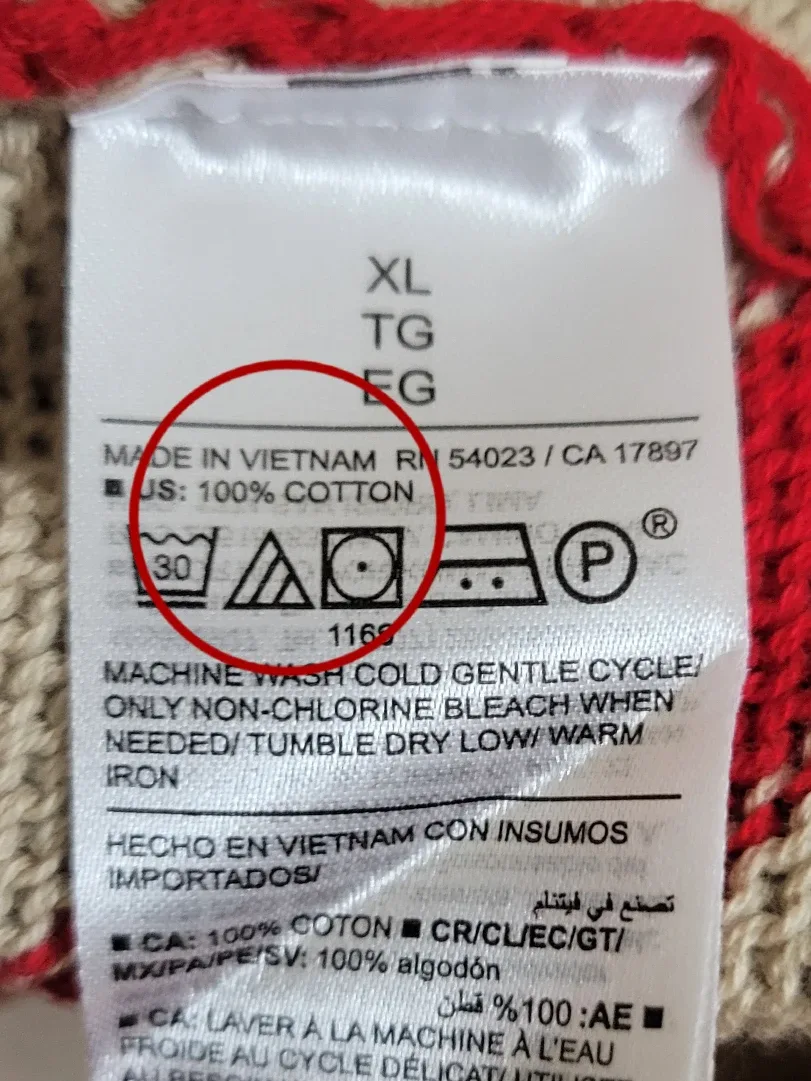 XL
TG
EG
MADE IN VIETNAM RN 54023 / CA 17897
■ US: 100% COTTON
30 P ®
1166
MACHINE WASH COLD GENTLE CYCLE/
ONLY NON-CHLORINE BLEACH WHEN
NEEDED/ TUMBLE DRY LOW/ WARM
IRON
HECHO EN VIETNAM CON INSUMOS
IMPORTADOS/
تصنع في فيتنام
■ CA: 100% COTON ■ CR/CL/EC/GT/
MX/PA/PE/SV: 100% algodón
■ AE: 100% قطن
■ CA: LAVER À LA MACHINE À L'EAU
FROIDE AU CYCLE DÉLICAT/